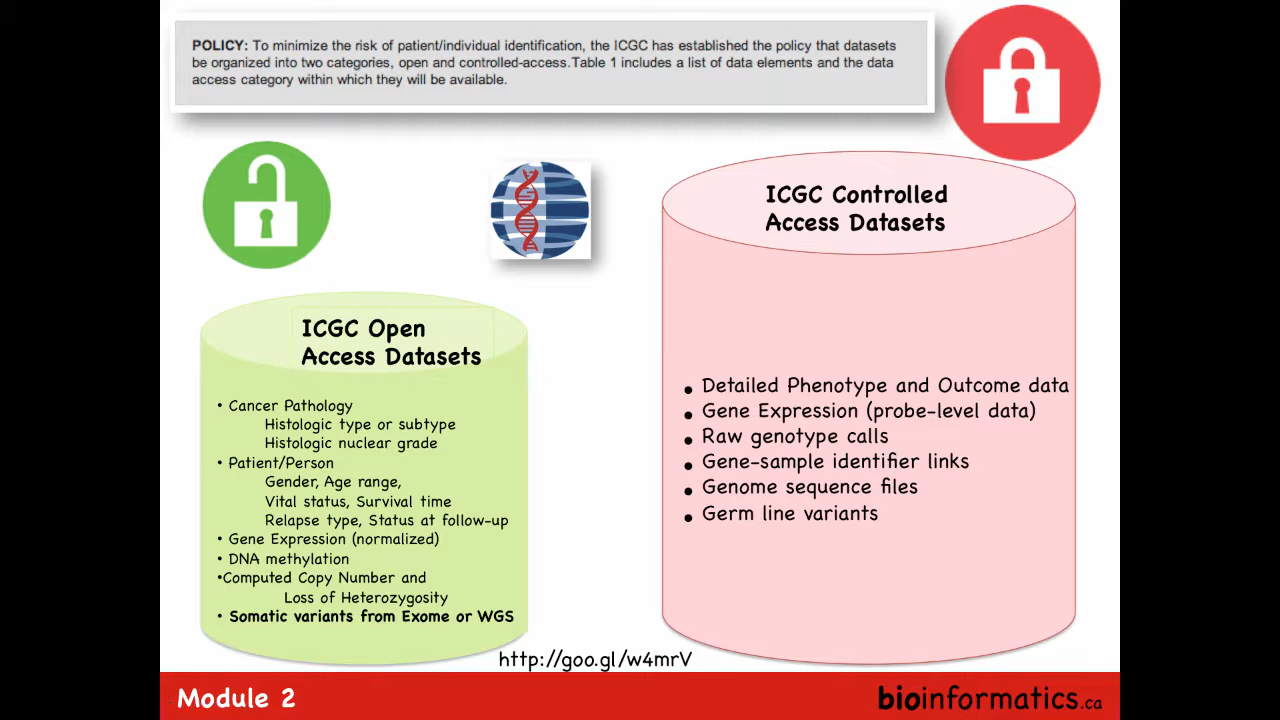 POLICY: To minimize the risk of patient/individual identification, the ICGC has established the policy that datasets
be organized into two categories, open and controlled-access.Table 1 includes a list of data elements and the data
access category within which they will be available.
ICGC Open
Access Datasets
• Cancer Pathology
Histologic type or subtype
Histologic nuclear grade
• Patient/Person
Gender, Age range,
Vital status, Survival time
Relapse type, Status at follow-up
• Gene Expression (normalized)
• DNA methylation
•Computed Copy Number and
Loss of Heterozygosity
• Somatic variants from Exome or WGS
ICGC Controlled
Access Datasets
• Detailed Phenotype and Outcome data
• Gene Expression (probe-level data)
• Raw genotype calls
• Gene-sample identifier links
• Genome sequence files
• Germ line variants
http://goo.gl/w4mrV
Module 2
bioinformatics.ca